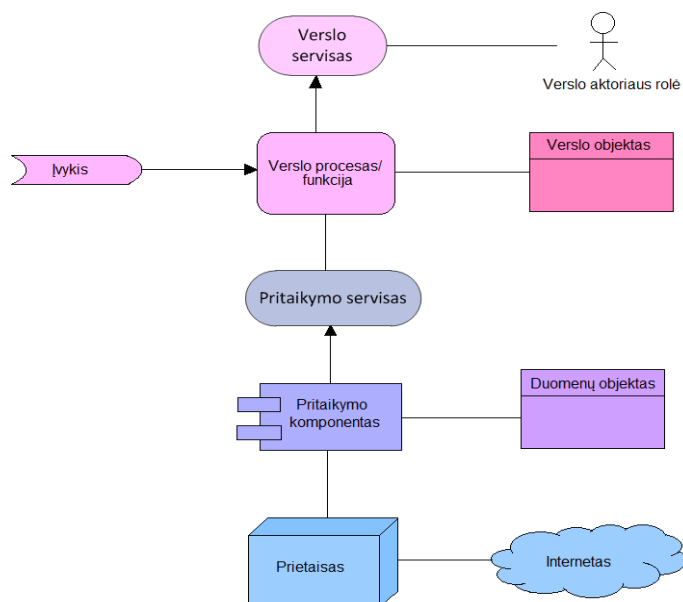 Verslo
servisas
Verslo aktoriaus rolė
Įvykis
Verslo procesas/
funkcija
Verslo objektas
Pritaikymo servisas
Pritaikymo
komponentas
Duomenų objektas
Prietaisas
Internetas